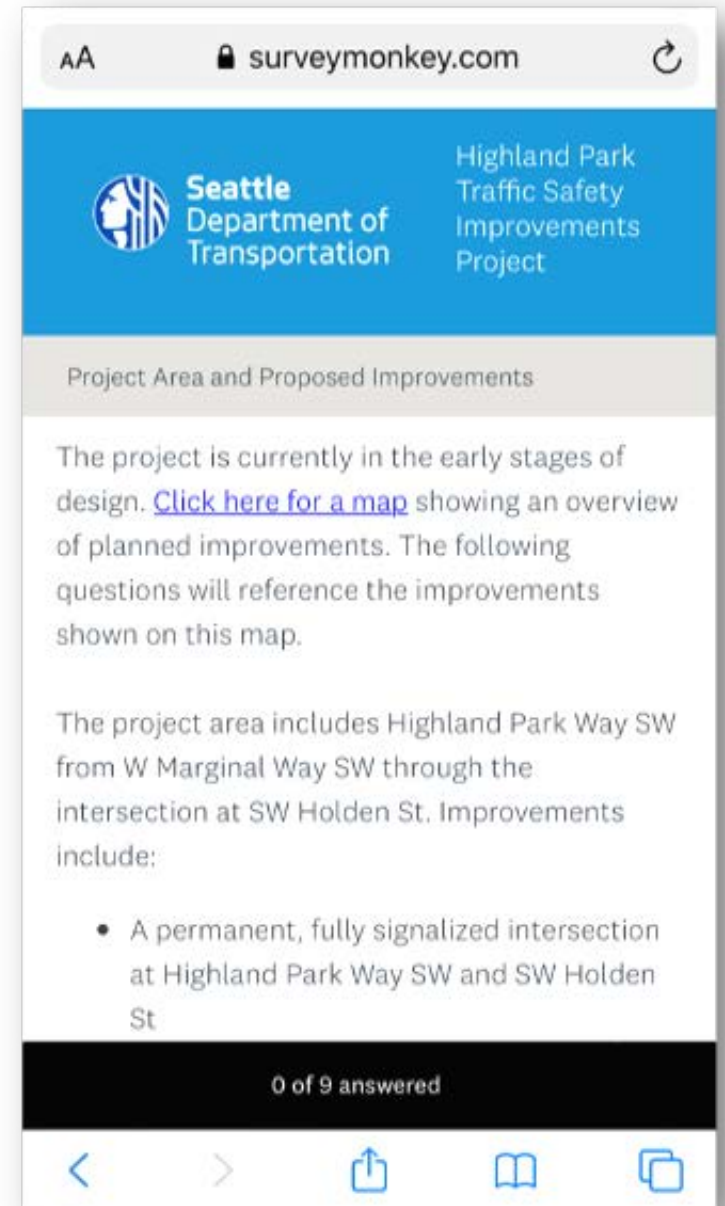 AA surveymonkey.com
Seattle
Department of
Transportation
Highland Park
Traffic Safety
Improvements
Project
Project Area and Proposed Improvements
The project is currently in the early stages of
design. Click here for a map showing an overview
of planned improvements. The following
questions will reference the improvements
shown on this map.
The project area includes Highland Park Way SW
from W Marginal Way SW through the
intersection at SW Holden St. Improvements
include:
• A permanent, fully signalized intersection
at Highland Park Way SW and SW Holden
St
0 of 9 answered